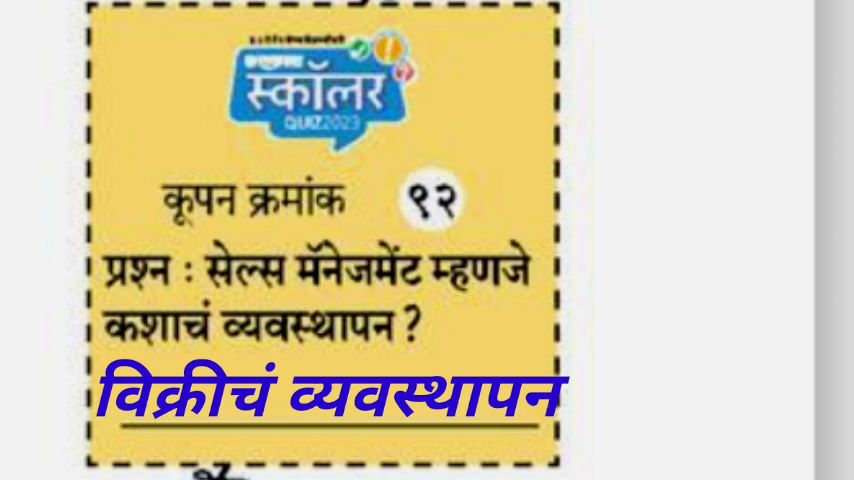 स्कॉलर
QUIZ2023
कूपन क्रमांक ९२
प्रश्न : सेल्स मॅनेजमेंट म्हणजे
कशाचं व्यवस्थापन ?
विक्रीचं व्यवस्थापन